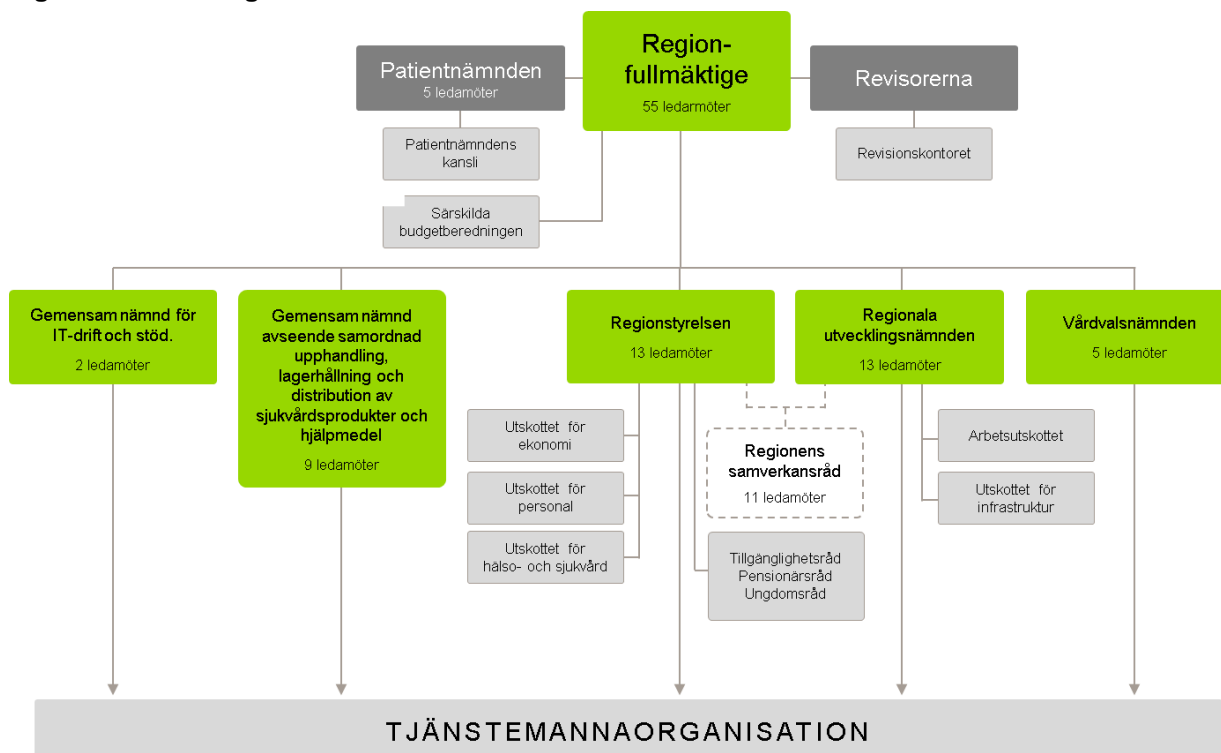 Region-
fullmäktige
55 ledarmöter
Patientnämnden
5 ledamöter
Revisorerna
Patientnämndens
kansli
Revisionskontoret
Särskilda
budgetberedningen
Gemensam nämnd för
IT-drift och stöd.
2 ledamöter
Gemensam nämnd
avseende samordnad
upphandling,
lagerhållning och
distribution av
sjukvårdsprodukter och
hjälpmedel
9 ledamöter
Regionstyrelsen
13 ledamöter
Regionala
utvecklingsnämnden
13 ledamöter
Vårdvalsnämnden
5 ledamöter
Utskottet för
ekonomi
Utskottet för
personal
Utskottet för
hälso- och sjukvård
Regionens
samverkansråd
11 ledamöter
Tillgänglighetsråd
Pensionärsråd
Ungdomsråd
Arbetsutskottet
Utskottet för
infrastruktur
TJÄNSTEMANNAORGANISATION